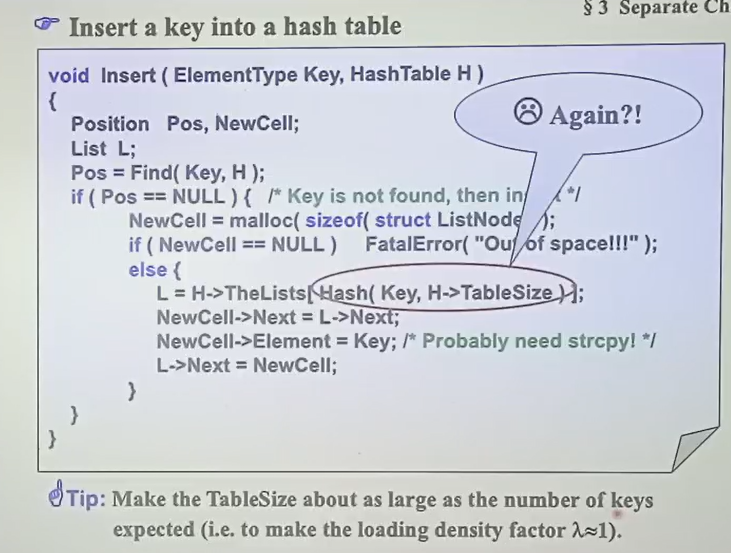 § 3 Separate Ch
☞ Insert a key into a hash table
void Insert ( ElementType Key, HashTable H )
{
Position Pos, NewCell;
List L;
Pos = Find( Key, H );
if ( Pos == NULL ) { /* Key is not found, then in */
NewCell = malloc( sizeof( struct ListNode ) );
if ( NewCell == NULL ) FatalError( "Out of space!!!" );
else {
L = H->TheLists[ Hash( Key, H->TableSize ) ];
NewCell->Next = L->Next;
NewCell->Element = Key; /* Probably need strcpy! */
L->Next = NewCell;
}
}
}
☹ Again?!
Tip: Make the TableSize about as large as the number of keys
expected (i.e. to make the loading density factor λ≈1).